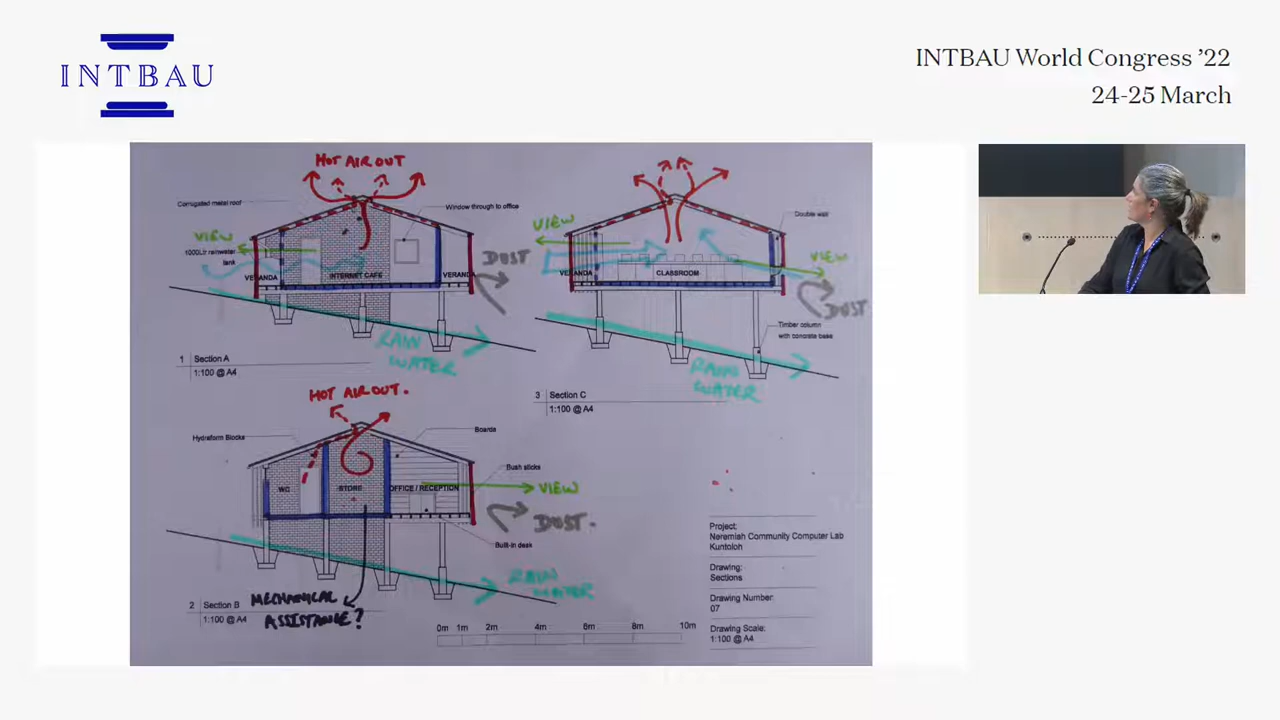 INTBAU
INTBAU World Congress ’22
24-25 March
HOT AIR OUT
Corrugated metal roof
Window through to office
VIEW
1000Ltr rainwater
tank
VERANDA
INTERNET CAFE
VERANDA
DUST
RAIN
WATER
1 Section A
1:100 @ A4
Double wall
VIEW
VERANDA
CLASSROOM
VIEW
DUST
Timber column
with concrete base
RAIN
WATER
3 Section C
1:100 @ A4
HOT AIR OUT.
Hydraform Blocks
Boards
Bush sticks
WC
STORE
OFFICE / RECEPTION
VIEW
DUST.
Built-in desk
RAIN
WATER
2 Section B
1:100 @ A4
MECHANICAL
ASSISTANCE?
0m 1m 2m 4m 6m 8m 10m
Project:
Neremiah Community Computer Lab
Kuntoloh
Drawing:
Sections
Drawing Number:
07
Drawing Scale:
1:100 @ A4